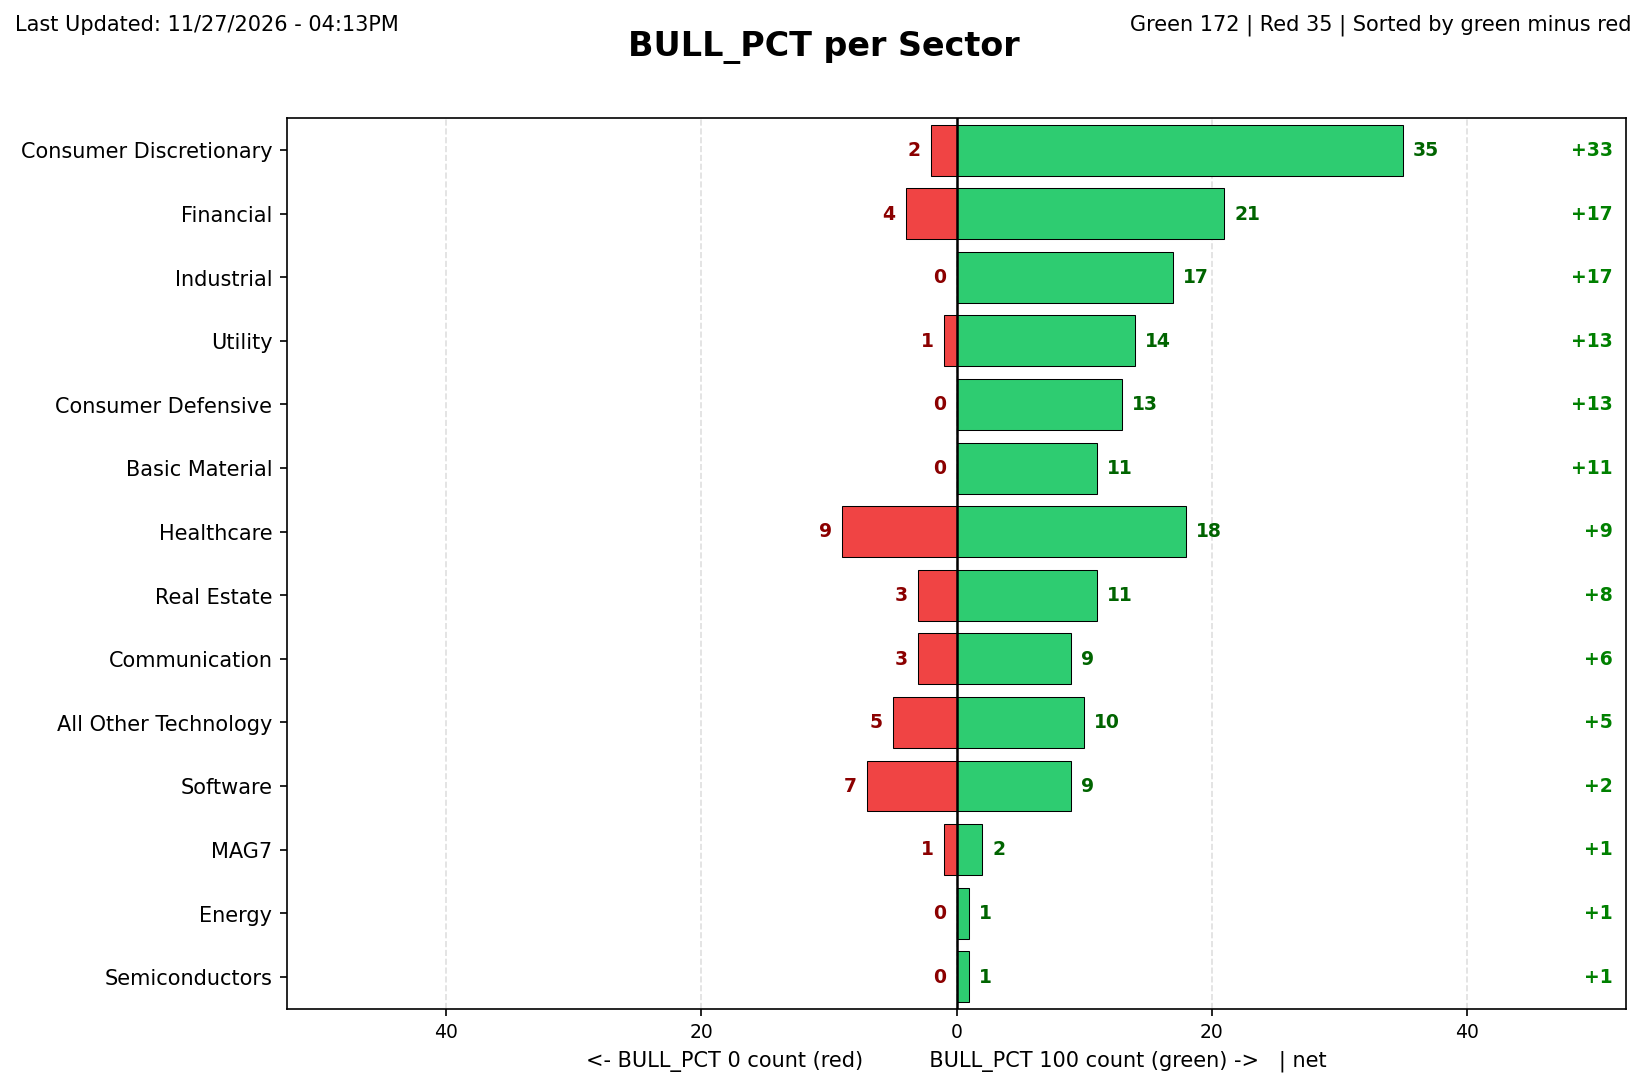 Last Updated: 11/27/2026 - 04:13PM
Green 172 | Red 35 | Sorted by green minus red
BULL_PCT per Sector
Consumer Discretionary 2 35 +33
Financial 4 21 +17
Industrial 0 17 +17
Utility 1 14 +13
Consumer Defensive 0 13 +13
Basic Material 0 11 +11
Healthcare 9 18 +9
Real Estate 3 11 +8
Communication 3 9 +6
All Other Technology 5 10 +5
Software 7 9 +2
MAG7 1 2 +1
Energy 0 1 +1
Semiconductors 0 1 +1
40 20 0 20 40
<- BULL_PCT 0 count (red) BULL_PCT 100 count (green) -> | net